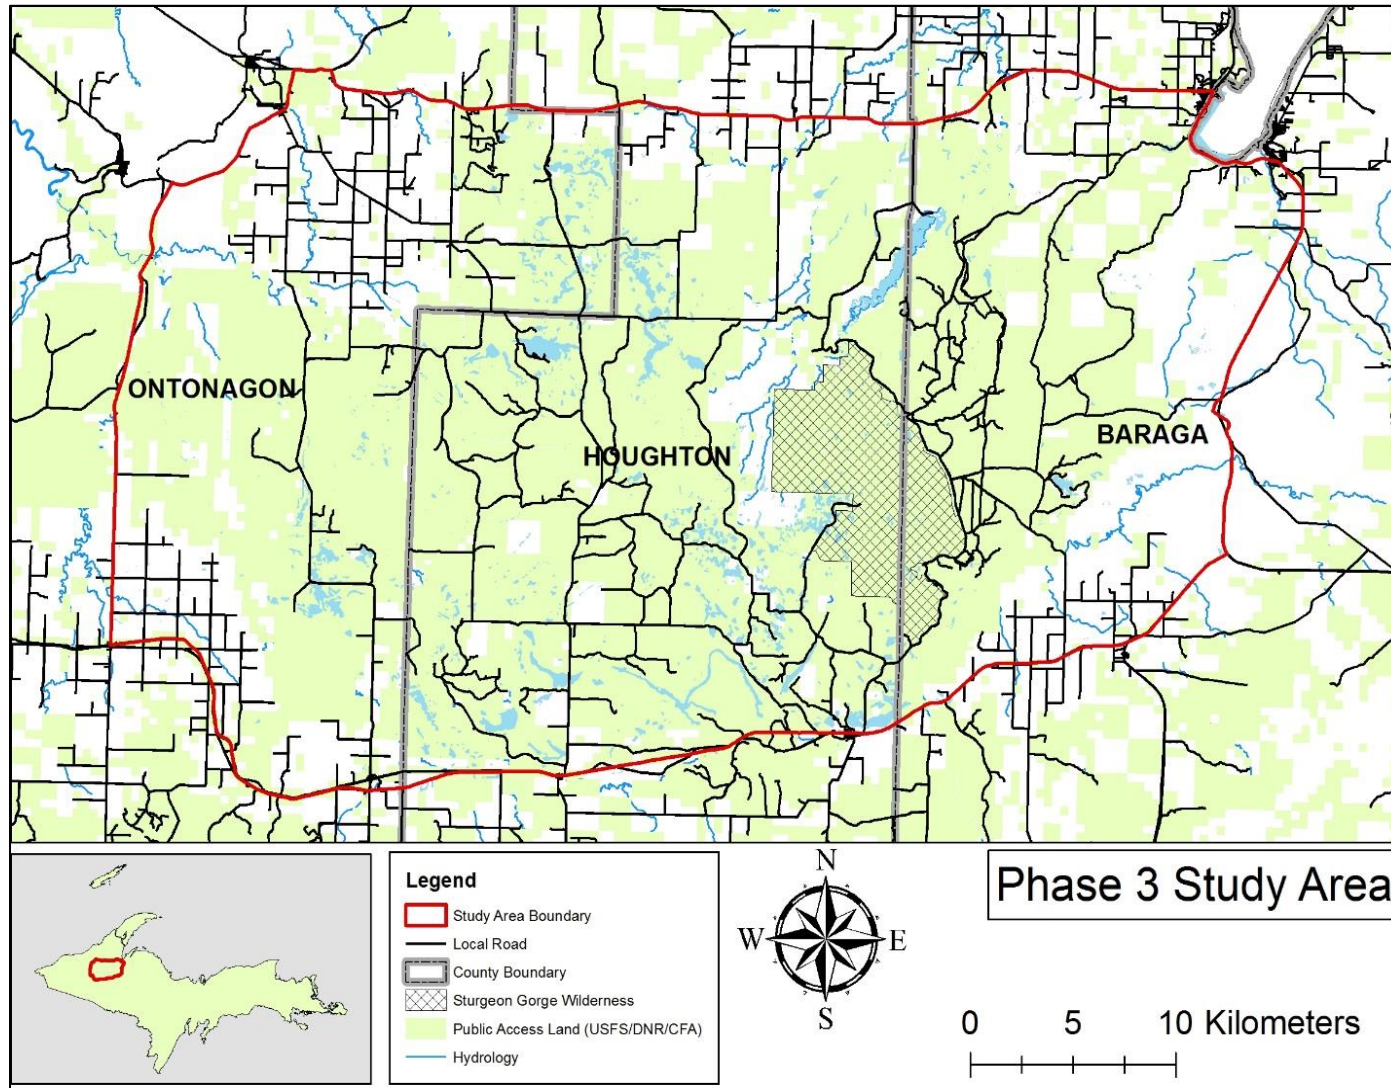 ONTONAGON
HOUGHTON
BARAGA
Legend
Study Area Boundary
Local Road
County Boundary
Sturgeon Gorge Wilderness
Public Access Land (USFS/DNR/CFA)
Hydrology
N
W E
S
Phase 3 Study Area
0 5 10 Kilometers